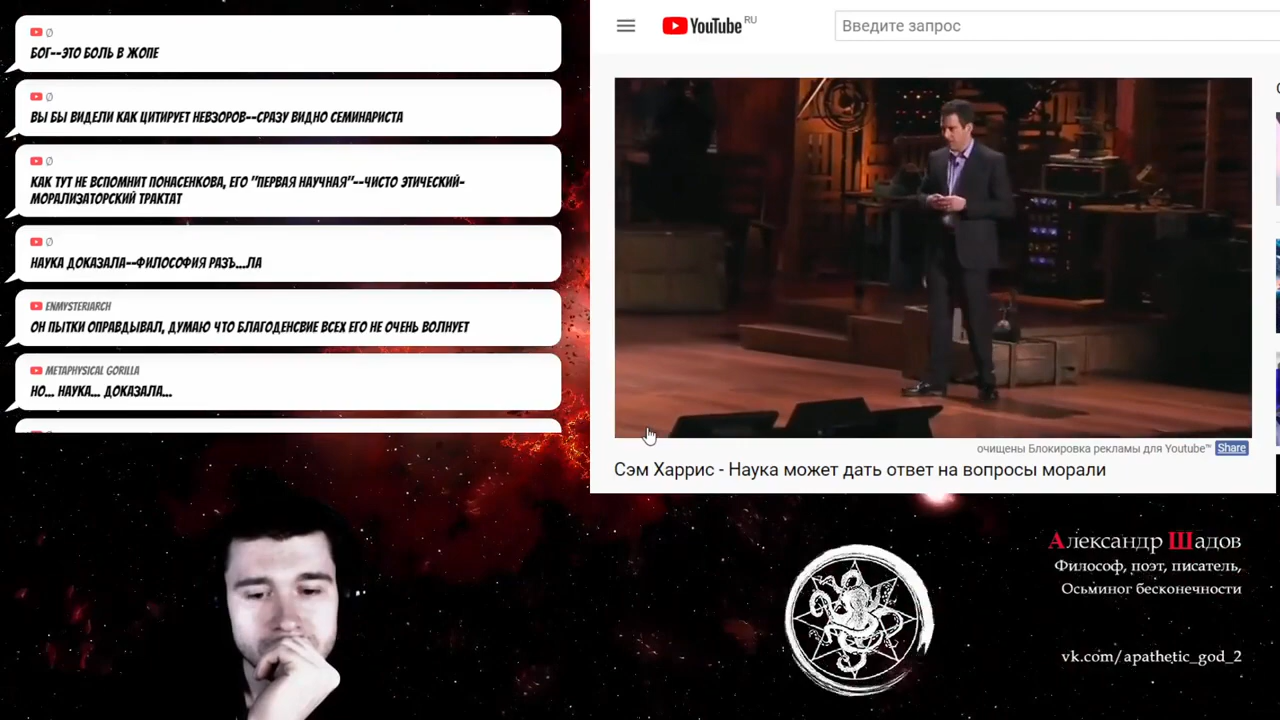 Ø
БОГ--ЭТО БОЛЬ В ЖОПЕ
Ø
ВЫ БЫ ВИДЕЛИ КАК ЦИТИРУЕТ НЕВЗОРОВ--СРАЗУ ВИДНО СЕМИНАРИСТА
Ø
КАК ТУТ НЕ ВСПОМНИТ ПОНАСЕНКОВА, ЕГО "ПЕРВАЯ НАУЧНАЯ"--ЧИСТО ЭТИЧЕСКИЙ-
МОРАЛИЗАТОРСКИЙ ТРАКТАТ
Ø
НАУКА ДОКАЗАЛА--ФИЛОСОФИЯ РАЗЪ...ЛА
ENMYSTERIARCH
ОН ПЫТКИ ОПРАВДЫВАЛ, ДУМАЮ ЧТО БЛАГОДЕНСВИЕ ВСЕХ ЕГО НЕ ОЧЕНЬ ВОЛНУЕТ
METAPHYSICAL GORILLA
НО... НАУКА... ДОКАЗАЛА...
YouTube RU
Введите запрос
очищены Блокировка рекламы для Youtube™ Share
Сэм Харрис - Наука может дать ответ на вопросы морали
Александр Шадов
Философ, поэт, писатель,
Осьминог бесконечности
vk.com/apathetic_god_2